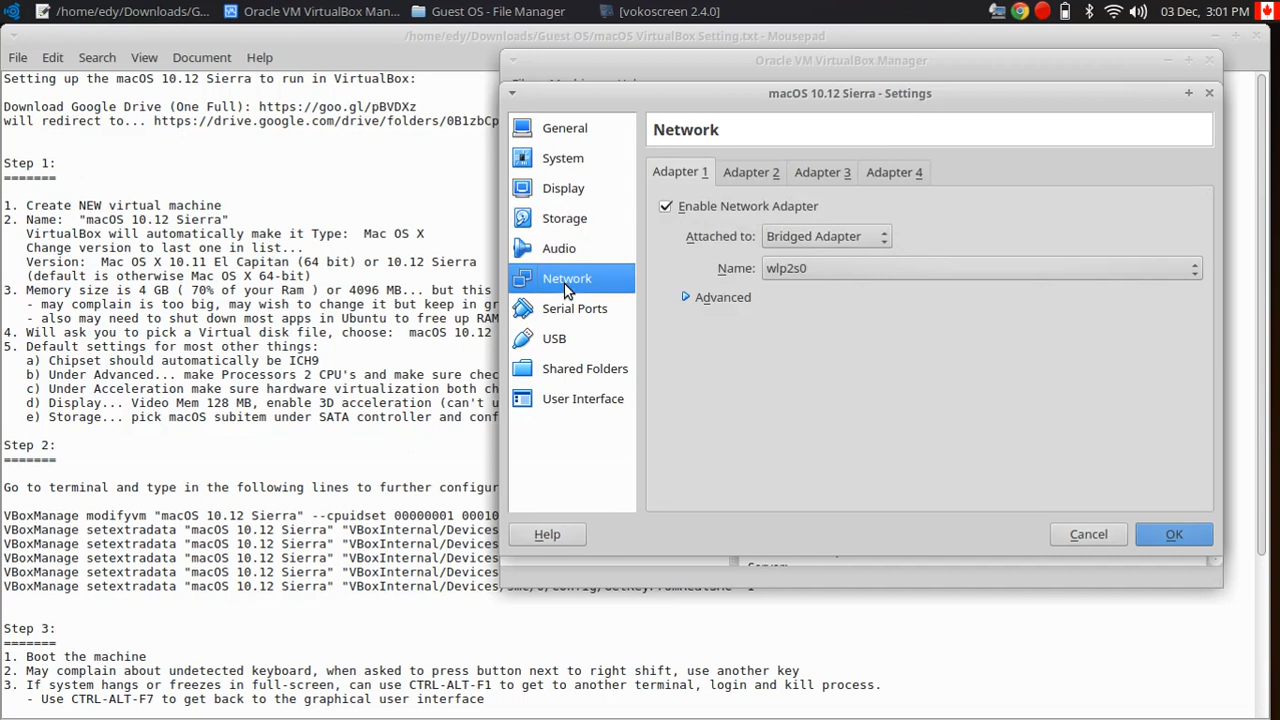 /home/edy/Downloads/G...
Oracle VM VirtualBox Man...
Guest OS - File Manager
[vokoscreen 2.4.0]
03 Dec, 3:01 PM
/home/edy/Downloads/Guest OS/macOS VirtualBox Setting.txt - Mousepad
File Edit Search View Document Help
Setting up the macOS 10.12 Sierra to run in VirtualBox:
Download Google Drive (One Full): https://goo.gl/pBVDXz
will redirect to... https://drive.google.com/drive/folders/0B1zbCp
Step 1:
=======
1. Create NEW virtual machine
2. Name: "macOS 10.12 Sierra"
VirtualBox will automatically make it Type: Mac OS X
Change version to last one in list...
Version: Mac OS X 10.11 El Capitan (64 bit) or 10.12 Sierra
(default is otherwise Mac OS X 64-bit)
3. Memory size is 4 GB ( 70% of your Ram ) or 4096 MB... but this
- may complain is too big, may wish to change it but keep in gr
- also may need to shut down most apps in Ubuntu to free up RAM
4. Will ask you to pick a Virtual disk file, choose: macOS 10.12
5. Default settings for most other things:
a) Chipset should automatically be ICH9
b) Under Advanced... make Processors 2 CPU's and make sure chec
c) Under Acceleration make sure hardware virtualization both ch
d) Display... Video Mem 128 MB, enable 3D acceleration (can't u
e) Storage... pick macOS subitem under SATA controller and conf
Step 2:
=======
Go to terminal and type in the following lines to further configur
VBoxManage modifyvm "macOS 10.12 Sierra" --cpuidset 00000001 00010
VBoxManage setextradata "macOS 10.12 Sierra" "VBoxInternal/Devices
VBoxManage setextradata "macOS 10.12 Sierra" "VBoxInternal/Devices
VBoxManage setextradata "macOS 10.12 Sierra" "VBoxInternal/Devices
VBoxManage setextradata "macOS 10.12 Sierra" "VBoxInternal/Devices
VBoxManage setextradata "macOS 10.12 Sierra" "VBoxInternal/Devices
Step 3:
=======
1. Boot the machine
2. May complain about undetected keyboard, when asked to press button next to right shift, use another key
3. If system hangs or freezes in full-screen, can use CTRL-ALT-F1 to get to another terminal, login and kill process.
- Use CTRL-ALT-F7 to get back to the graphical user interface
Oracle VM VirtualBox Manager
macOS 10.12 Sierra - Settings
General
System
Display
Storage
Audio
Network
Serial Ports
USB
Shared Folders
User Interface
Network
Adapter 1 Adapter 2 Adapter 3 Adapter 4
Enable Network Adapter
Attached to: Bridged Adapter
Name: wlp2s0
Advanced
Help Cancel OK